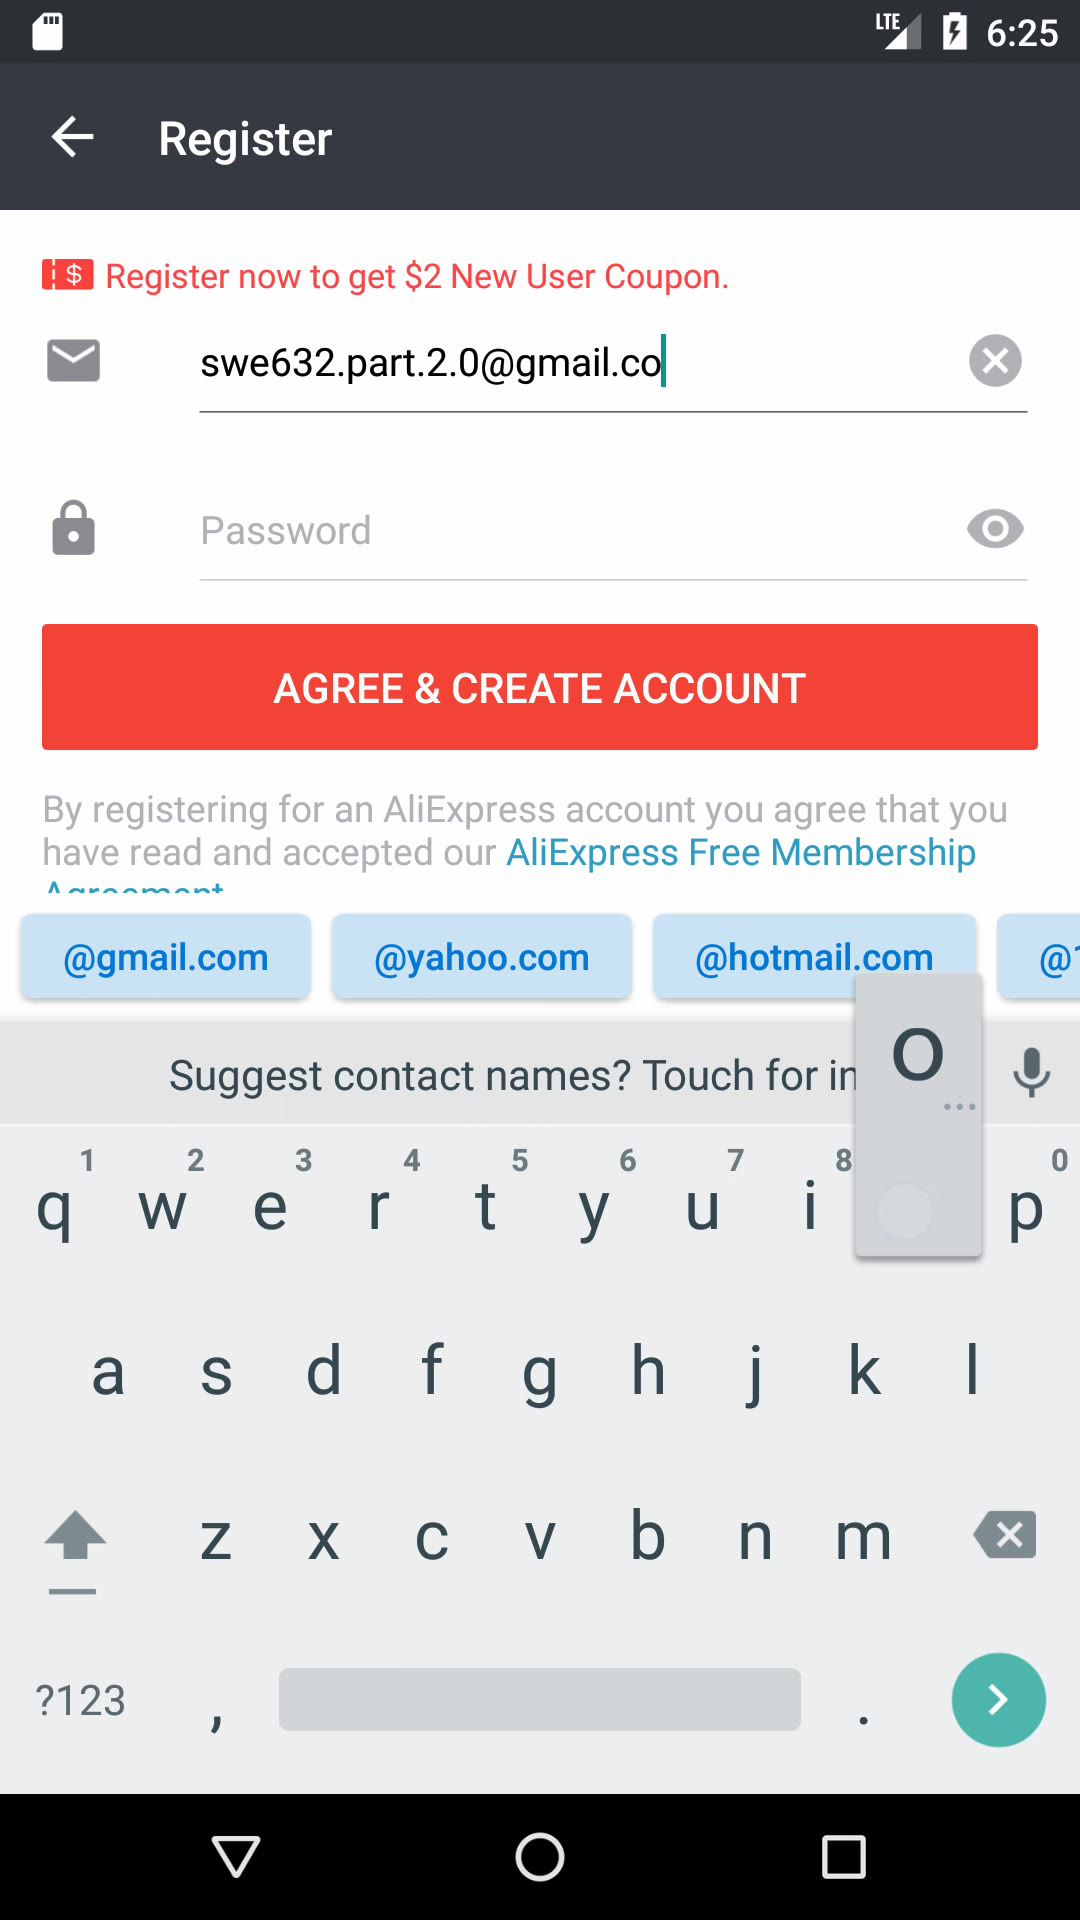 LTE 6:25
Register
$ Register now to get $2 New User Coupon.
swe632.part.2.0@gmail.co
Password
AGREE & CREATE ACCOUNT
By registering for an AliExpress account you agree that you
have read and accepted our AliExpress Free Membership
Agreement
@gmail.com @yahoo.com @hotmail.com @1
Suggest contact names? Touch for in
o
1 2 3 4 5 6 7 8 0
q w e r t y u i p
a s d f g h j k l
z x c v b n m
?123 , .